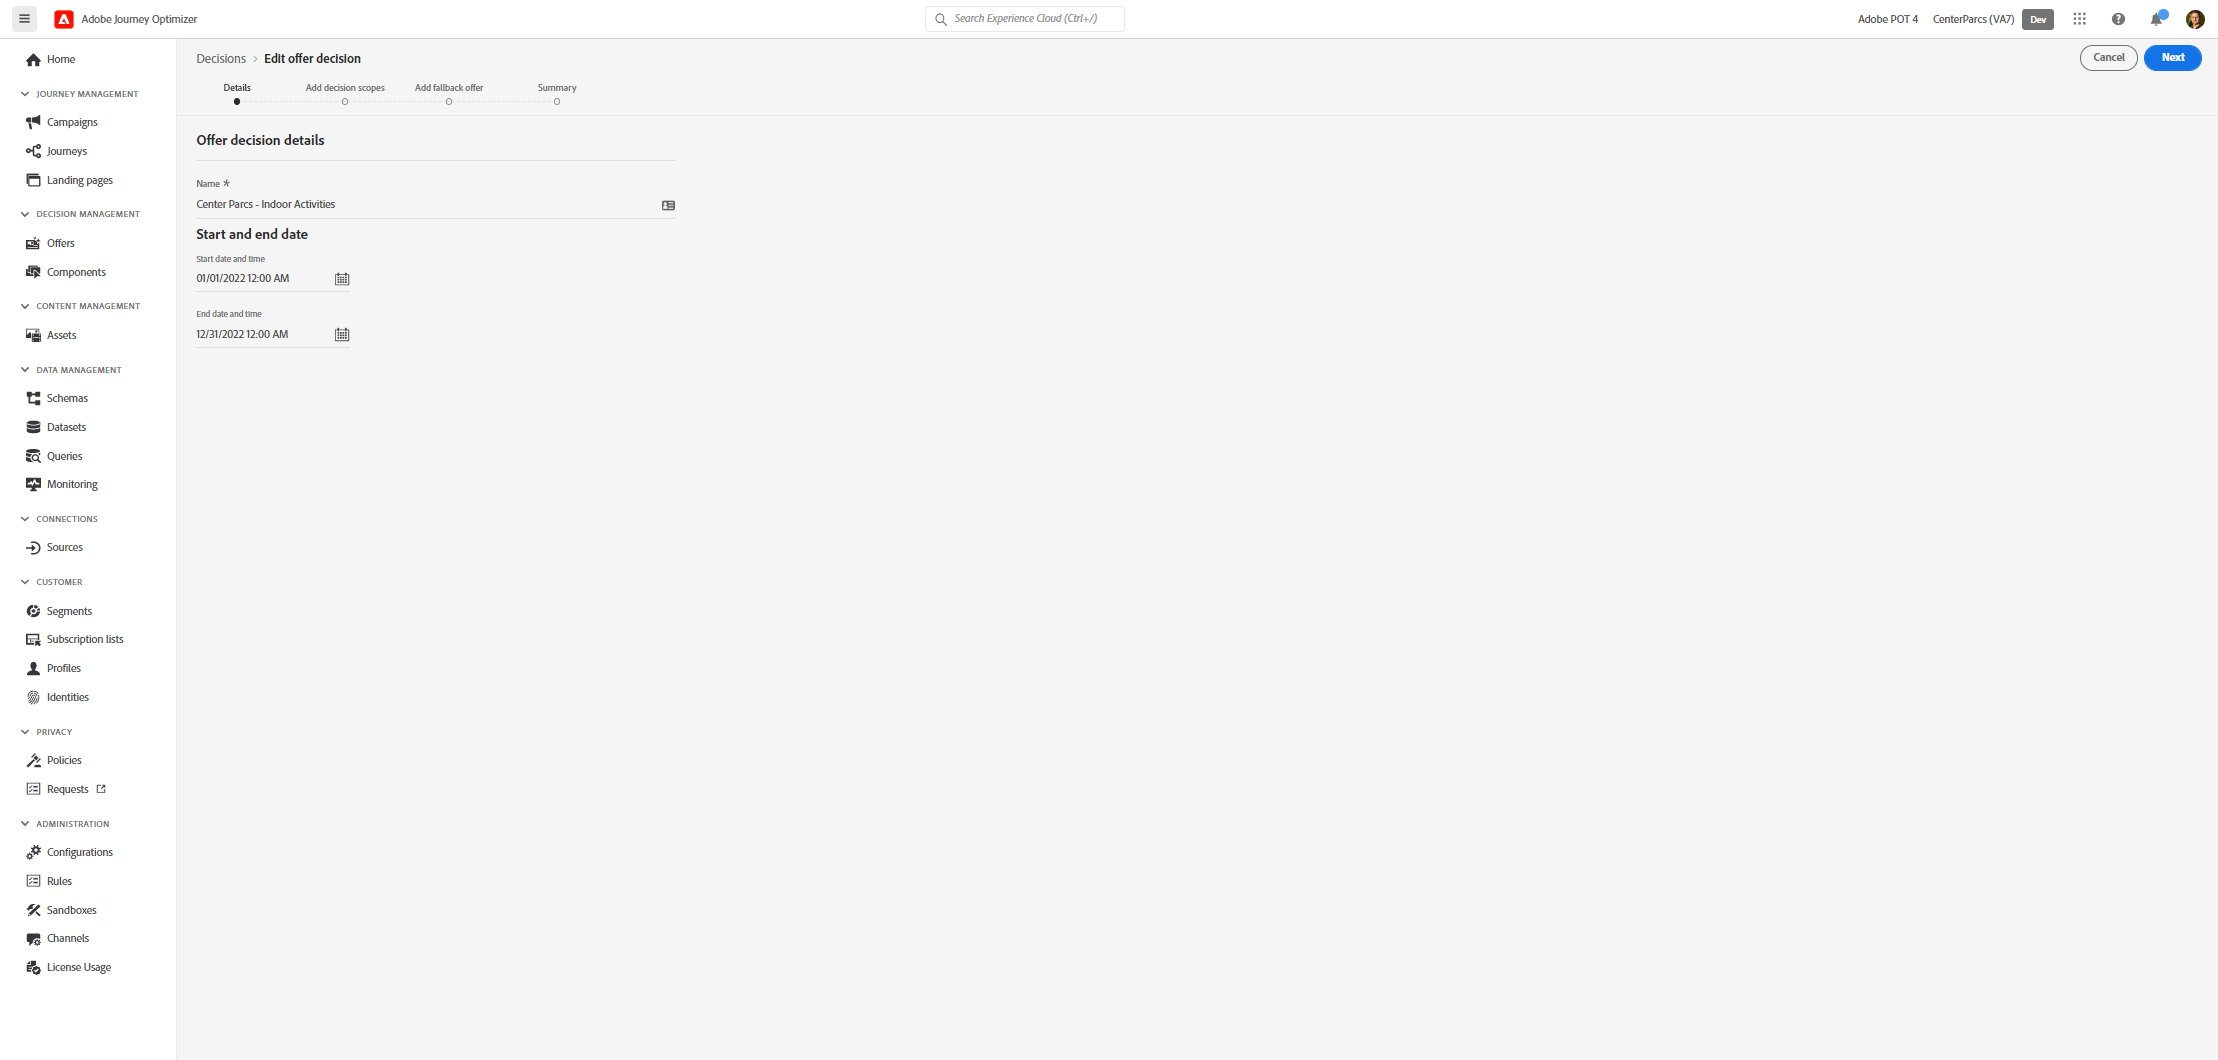 Adobe Journey Optimizer
Search Experience Cloud (Ctrl+/)
Adobe POT 4
CenterParcs (VA7)
Dev
Home
JOURNEY MANAGEMENT
Campaigns
Journeys
Landing pages
DECISION MANAGEMENT
Offers
Components
CONTENT MANAGEMENT
Assets
DATA MANAGEMENT
Schemas
Datasets
Queries
Monitoring
CONNECTIONS
Sources
CUSTOMER
Segments
Subscription lists
Profiles
Identities
PRIVACY
Policies
Requests
ADMINISTRATION
Configurations
Rules
Sandboxes
Channels
License Usage
Decisions > Edit offer decision
Cancel
Next
Details
Add decision scopes
Add fallback offer
Summary
Offer decision details
Name *
Center Parcs - Indoor Activities
Start and end date
Start date and time
01/01/2022 12:00 AM
End date and time
12/31/2022 12:00 AM